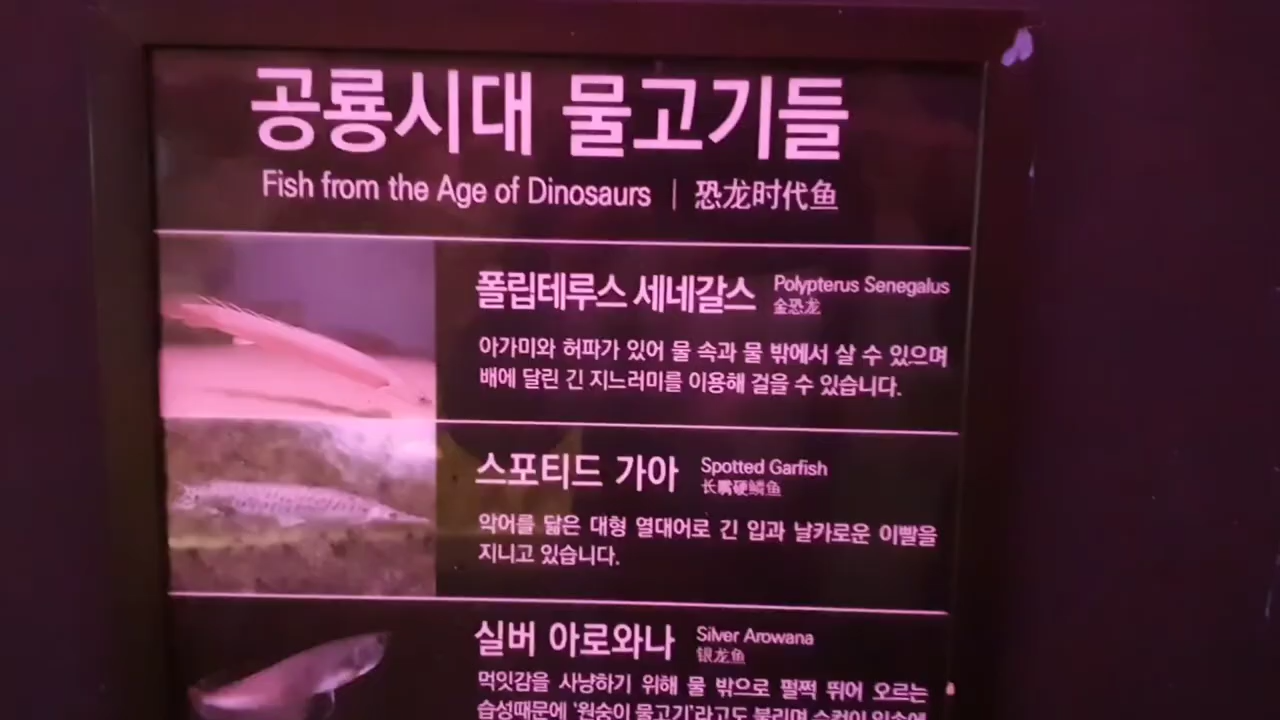 공룡시대 물고기들
Fish from the Age of Dinosaurs | 恐龙时代鱼
폴립테루스 세네갈스 Polypterus Senegalus
金恐龙
아가미와 허파가 있어 물 속과 물 밖에서 살 수 있으며
배에 달린 긴 지느러미를 이용해 걸을 수 있습니다.
스포티드 가아 Spotted Garfish
长嘴硬鳞鱼
악어를 닮은 대형 열대어로 긴 입과 날카로운 이빨을
지니고 있습니다.
실버 아로와나 Silver Arowana
银龙鱼
먹잇감을 사냥하기 위해 물 밖으로 펄쩍 뛰어 오르는
습성때문에 '원숭이 물고기'라고도 불리며 수컷이 입속에